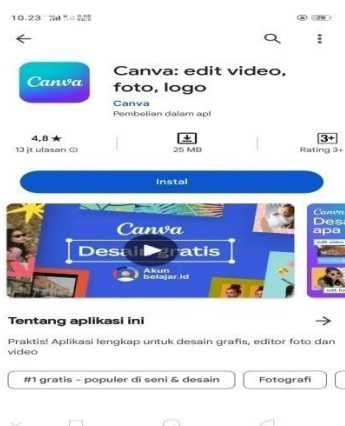 10.23
Canva
Canva: edit video,
foto, logo
Canva
Pembelian dalam apl
4,8 ★
13 jt ulasan
25 MB
3+
Rating 3+
Instal
Canva
Desain gratis
Akun
belajar.id
Canva
Desa
apa
edit video
Tentang aplikasi ini
Praktis! Aplikasi lengkap untuk desain grafis, editor foto dan
video
#1 gratis - populer di seni & desain
Fotografi